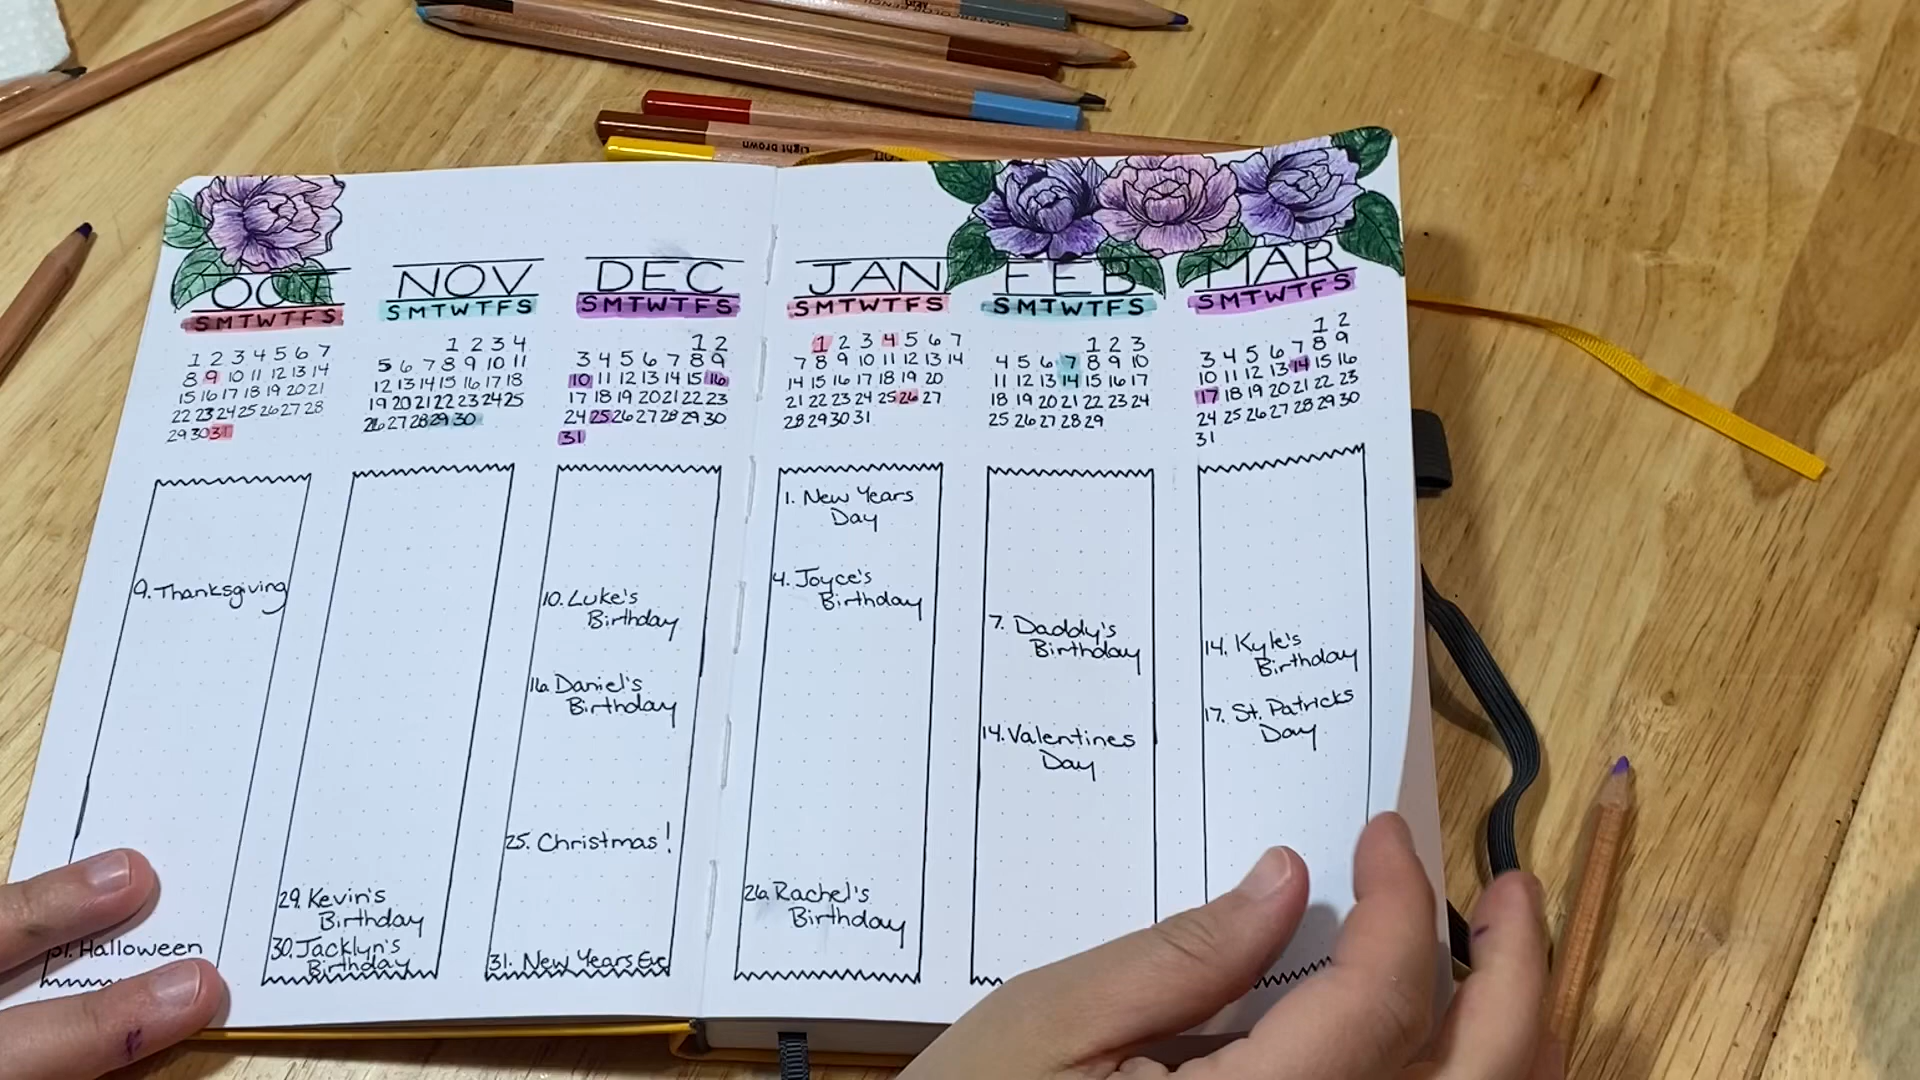 Light brown
OCT
SMTWTFS
1 2 3 4 5 6 7
8 9 10 11 12 13 14
15 16 17 18 19 20 21
22 23 24 25 26 27 28
29 30 31
9. Thanksgiving
31. Halloween
NOV
SMTWTFS
1 2 3 4
5 6 7 8 9 10 11
12 13 14 15 16 17 18
19 20 21 22 23 24 25
26 27 28 29 30
29. Kevin's
Birthday
30. Jacklyn's
Birthday
DEC
SMTWTFS
1 2
3 4 5 6 7 8 9
10 11 12 13 14 15 16
17 18 19 20 21 22 23
24 25 26 27 28 29 30
31
10. Luke's
Birthday
16. Daniel's
Birthday
25. Christmas!
31. New Years Eve
JAN
SMTWTFS
1 2 3 4 5 6 7
7 8 9 10 11 12 13 14
14 15 16 17 18 19 20
21 22 23 24 25 26 27
28 29 30 31
1. New Years
Day
4. Joyce's
Birthday
26. Rachel's
Birthday
FEB
SMTWTFS
1 2 3
4 5 6 7 8 9 10
11 12 13 14 15 16 17
18 19 20 21 22 23 24
25 26 27 28 29
7. Daddy's
Birthday
14. Valentines
Day
MAR
SMTWTFS
1 2
3 4 5 6 7 8 9
10 11 12 13 14 15 16
17 18 19 20 21 22 23
24 25 26 27 28 29 30
31
14. Kyle's
Birthday
17. St. Patricks
Day